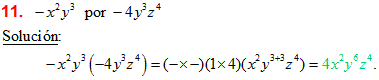 11. −x²y³ por −4y³z⁴
Solución:
−x²y³(−4y³z⁴) = (−×−)(1×4)(x²y³⁺³z⁴) = 4x²y⁶z⁴.